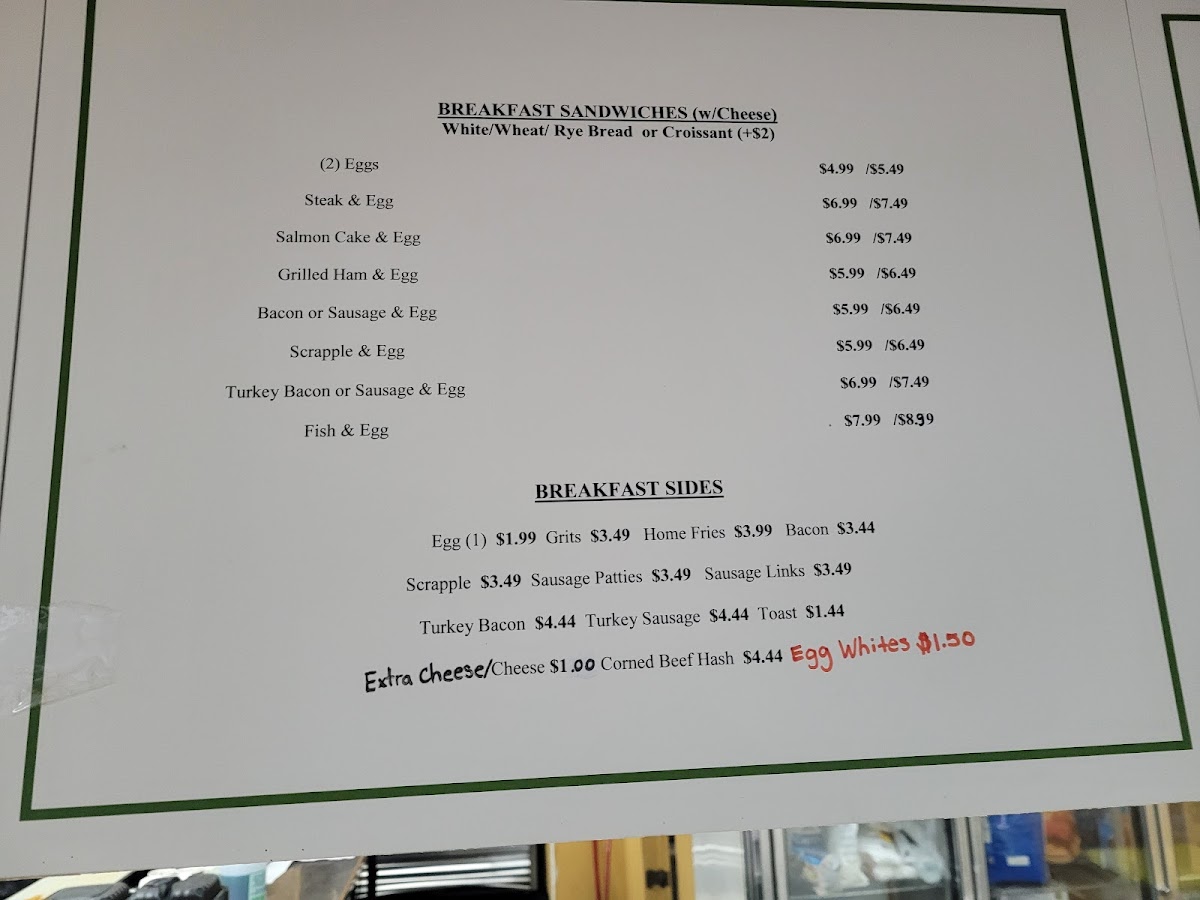 BREAKFAST SANDWICHES (w/Cheese)
White/Wheat/ Rye Bread or Croissant (+$2)
(2) Eggs $4.99 /$5.49
Steak & Egg $6.99 /$7.49
Salmon Cake & Egg $6.99 /$7.49
Grilled Ham & Egg $5.99 /$6.49
Bacon or Sausage & Egg $5.99 /$6.49
Scrapple & Egg $5.99 /$6.49
Turkey Bacon or Sausage & Egg $6.99 /$7.49
Fish & Egg $7.99 /$8.99
BREAKFAST SIDES
Egg (1) $1.99 Grits $3.49 Home Fries $3.99 Bacon $3.44
Scrapple $3.49 Sausage Patties $3.49 Sausage Links $3.49
Turkey Bacon $4.44 Turkey Sausage $4.44 Toast $1.44
Extra Cheese/Cheese $1.00 Corned Beef Hash $4.44 Egg Whites $1.50